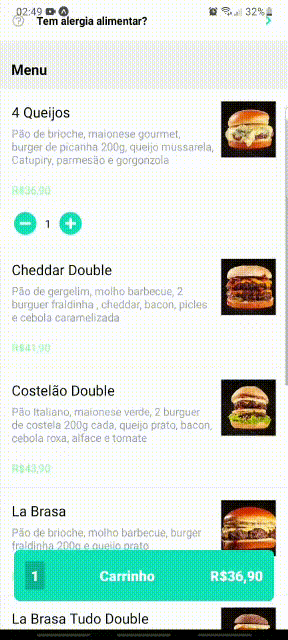 02:49 32%
Tem alergia alimentar?
Menu
4 Queijos
Pão de brioche, maionese gourmet,
burger de picanha 200g, queijo mussarela,
Catupiry, parmesão e gorgonzola
R$36,90
1
Cheddar Double
Pão de gergelim, molho barbecue, 2
burguer fraldinha , cheddar, bacon, picles
e cebola caramelizada
R$41,90
Costelão Double
Pão Italiano, maionese verde, 2 burguer
de costela 200g cada, queijo prato, bacon,
cebola roxa, alface e tomate
R$43,90
La Brasa
Pão de brioche, molho barbecue, burger
fraldinha 200g e queijo prato
1 Carrinho R$36,90
La Brasa Tudo Double